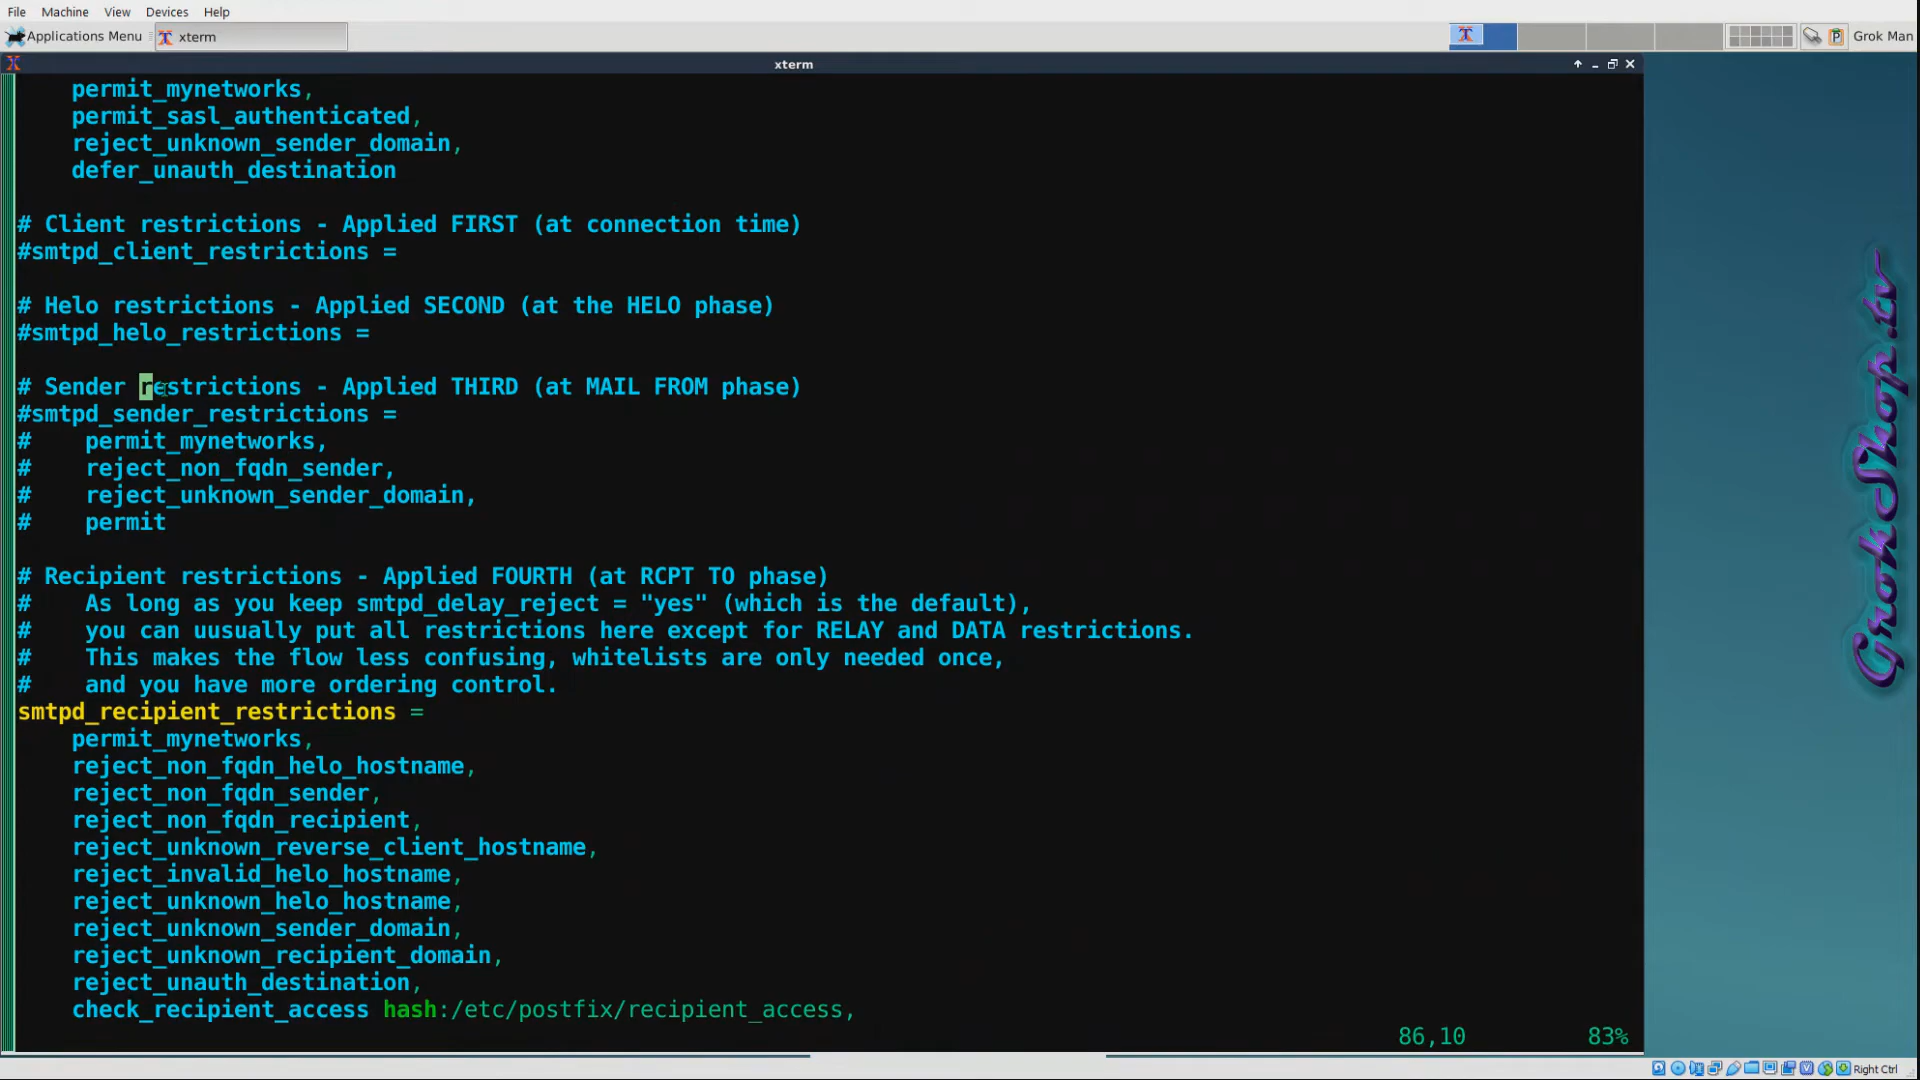 File Machine View Devices Help
Applications Menu xterm Grok Man
xterm
permit_mynetworks,
permit_sasl_authenticated,
reject_unknown_sender_domain,
defer_unauth_destination
# Client restrictions - Applied FIRST (at connection time)
#smtpd_client_restrictions =
# Helo restrictions - Applied SECOND (at the HELO phase)
#smtpd_helo_restrictions =
# Sender restrictions - Applied THIRD (at MAIL FROM phase)
#smtpd_sender_restrictions =
#    permit_mynetworks,
#    reject_non_fqdn_sender,
#    reject_unknown_sender_domain,
#    permit
# Recipient restrictions - Applied FOURTH (at RCPT TO phase)
#    As long as you keep smtpd_delay_reject = "yes" (which is the default),
#    you can uusually put all restrictions here except for RELAY and DATA restrictions.
#    This makes the flow less confusing, whitelists are only needed once,
#    and you have more ordering control.
smtpd_recipient_restrictions =
permit_mynetworks,
reject_non_fqdn_helo_hostname,
reject_non_fqdn_sender,
reject_non_fqdn_recipient,
reject_unknown_reverse_client_hostname,
reject_invalid_helo_hostname,
reject_unknown_helo_hostname,
reject_unknown_sender_domain,
reject_unknown_recipient_domain,
reject_unauth_destination,
check_recipient_access hash:/etc/postfix/recipient_access,
86,10 83%
GrokShop.tv
Right Ctrl